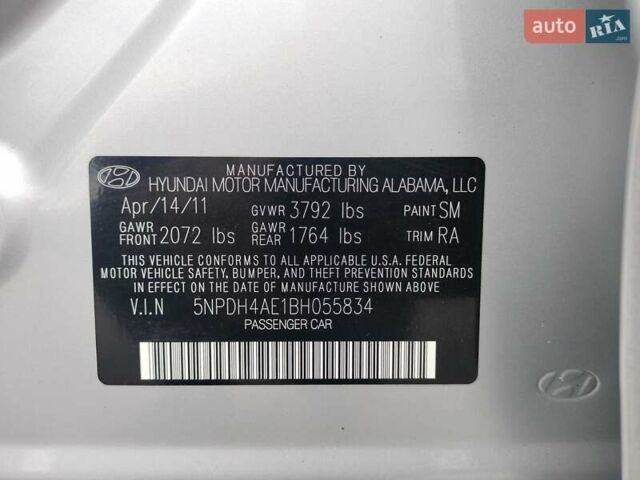 auto RIA.com
MANUFACTURED BY
HYUNDAI MOTOR MANUFACTURING ALABAMA, LLC
Apr/14/11 GVWR 3792 lbs PAINT SM
GAWR FRONT 2072 lbs GAWR REAR 1764 lbs TRIM RA
THIS VEHICLE CONFORMS TO ALL APPLICABLE U.S.A. FEDERAL
MOTOR VEHICLE SAFETY, BUMPER, AND THEFT PREVENTION STANDARDS
IN EFFECT ON THE DATE OF MANUFACTURE SHOWN ABOVE.
V.I.N 5NPDH4AE1BH055834
PASSENGER CAR